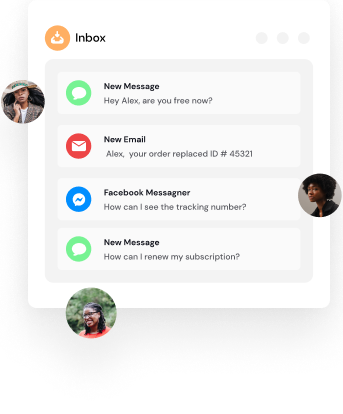 Inbox
New Message
Hey Alex, are you free now?
New Email
Alex, your order replaced ID # 45321
Facebook Messagner
How can I see the tracking number?
New Message
How can I renew my subscription?